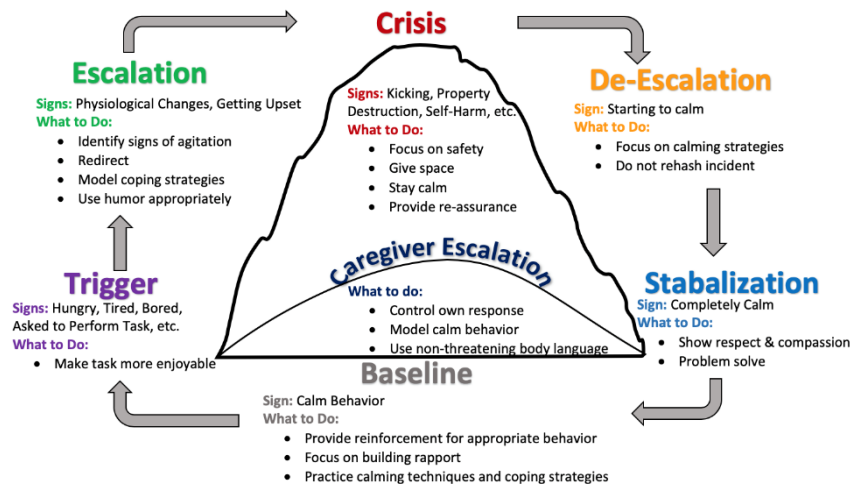 Crisis
Signs: Kicking, Property
Destruction, Self-Harm, etc.
What to Do:
• Focus on safety
• Give space
• Stay calm
• Provide re-assurance
De-Escalation
Sign: Starting to calm
What to Do:
• Focus on calming strategies
• Do not rehash incident
Stabalization
Sign: Completely Calm
What to Do:
• Show respect & compassion
• Problem solve
Baseline
Sign: Calm Behavior
What to Do:
• Provide reinforcement for appropriate behavior
• Focus on building rapport
• Practice calming techniques and coping strategies
Trigger
Signs: Hungry, Tired, Bored,
Asked to Perform Task, etc.
What to Do:
• Make task more enjoyable
Escalation
Signs: Physiological Changes, Getting Upset
What to Do:
• Identify signs of agitation
• Redirect
• Model coping strategies
• Use humor appropriately
Caregiver Escalation
What to do:
• Control own response
• Model calm behavior
• Use non-threatening body language